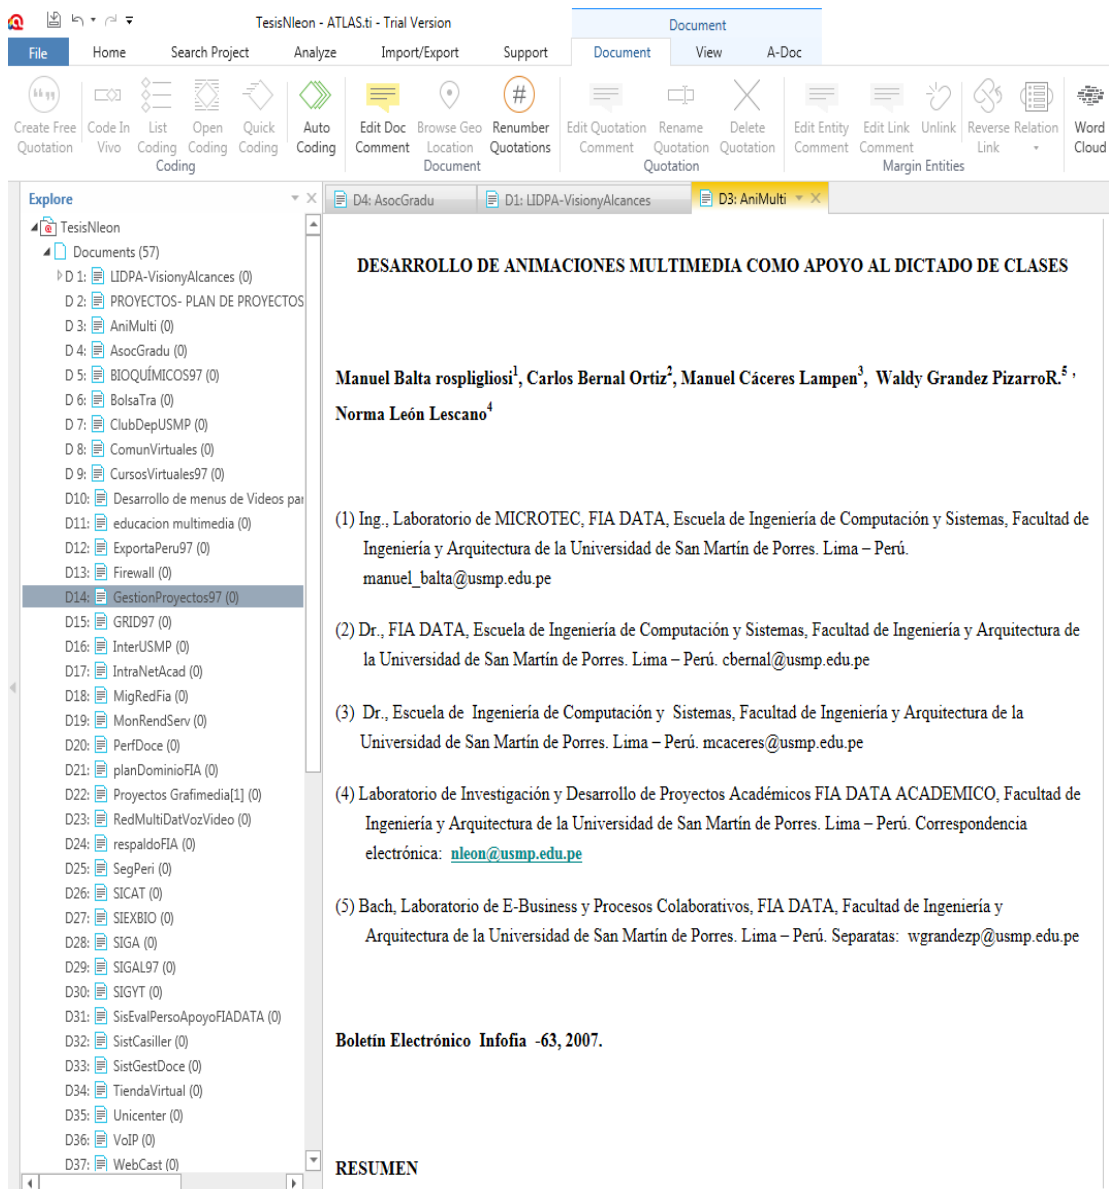 TesisNleon - ATLAS.ti - Trial Version
Document
File Home Search Project Analyze Import/Export Support Document View A-Doc
Create Free Quotation
Code In Vivo
List Coding
Open Coding
Quick Coding
Auto Coding
Edit Doc Comment
Browse Geo Location
Renumber Quotations
Edit Quotation Comment
Rename Quotation
Delete Quotation
Edit Entity Comment
Edit Link Comment
Unlink
Reverse Link
Relation
Word Cloud
Coding Document Quotation Margin Entities
Explore
TesisNleon
Documents (57)
D 1: LIDPA-VisionyAlcances (0)
D 2: PROYECTOS- PLAN DE PROYECTOS
D 3: AniMulti (0)
D 4: AsocGradu (0)
D 5: BIOQUÍMICOS97 (0)
D 6: BolsaTra (0)
D 7: ClubDepUSMP (0)
D 8: ComunVirtuales (0)
D 9: CursosVirtuales97 (0)
D10: Desarrollo de menus de Videos par
D11: educacion multimedia (0)
D12: ExportaPeru97 (0)
D13: Firewall (0)
D14: GestionProyectos97 (0)
D15: GRID97 (0)
D16: InterUSMP (0)
D17: IntraNetAcad (0)
D18: MigRedFia (0)
D19: MonRendServ (0)
D20: PerfDoce (0)
D21: planDominioFIA (0)
D22: Proyectos Grafimedia[1] (0)
D23: RedMultiDatVozVideo (0)
D24: respaldoFIA (0)
D25: SegPeri (0)
D26: SICAT (0)
D27: SIEXBIO (0)
D28: SIGA (0)
D29: SIGAL97 (0)
D30: SIGYT (0)
D31: SisEvalPersoApoyoFIADATA (0)
D32: SistCasiller (0)
D33: SistGestDoce (0)
D34: TiendaVirtual (0)
D35: Unicenter (0)
D36: VoIP (0)
D37: WebCast (0)
D4: AsocGradu D1: LIDPA-VisionyAlcances D3: AniMulti
DESARROLLO DE ANIMACIONES MULTIMEDIA COMO APOYO AL DICTADO DE CLASES
Manuel Balta rospligliosi1, Carlos Bernal Ortiz2, Manuel Cáceres Lampen3, Waldy Grandez PizarroR.5 ,
Norma León Lescano4
(1) Ing., Laboratorio de MICROTEC, FIA DATA, Escuela de Ingeniería de Computación y Sistemas, Facultad de
Ingeniería y Arquitectura de la Universidad de San Martín de Porres. Lima – Perú.
manuel_balta@usmp.edu.pe
(2) Dr., FIA DATA, Escuela de Ingeniería de Computación y Sistemas, Facultad de Ingeniería y Arquitectura de
la Universidad de San Martín de Porres. Lima – Perú. cbernal@usmp.edu.pe
(3) Dr., Escuela de Ingeniería de Computación y Sistemas, Facultad de Ingeniería y Arquitectura de la
Universidad de San Martín de Porres. Lima – Perú. mcaceres@usmp.edu.pe
(4) Laboratorio de Investigación y Desarrollo de Proyectos Académicos FIA DATA ACADEMICO, Facultad de
Ingeniería y Arquitectura de la Universidad de San Martín de Porres. Lima – Perú. Correspondencia
electrónica: nleon@usmp.edu.pe
(5) Bach, Laboratorio de E-Business y Procesos Colaborativos, FIA DATA, Facultad de Ingeniería y
Arquitectura de la Universidad de San Martín de Porres. Lima – Perú. Separatas: wgrandezp@usmp.edu.pe
Boletín Electrónico Infofia -63, 2007.
RESUMEN